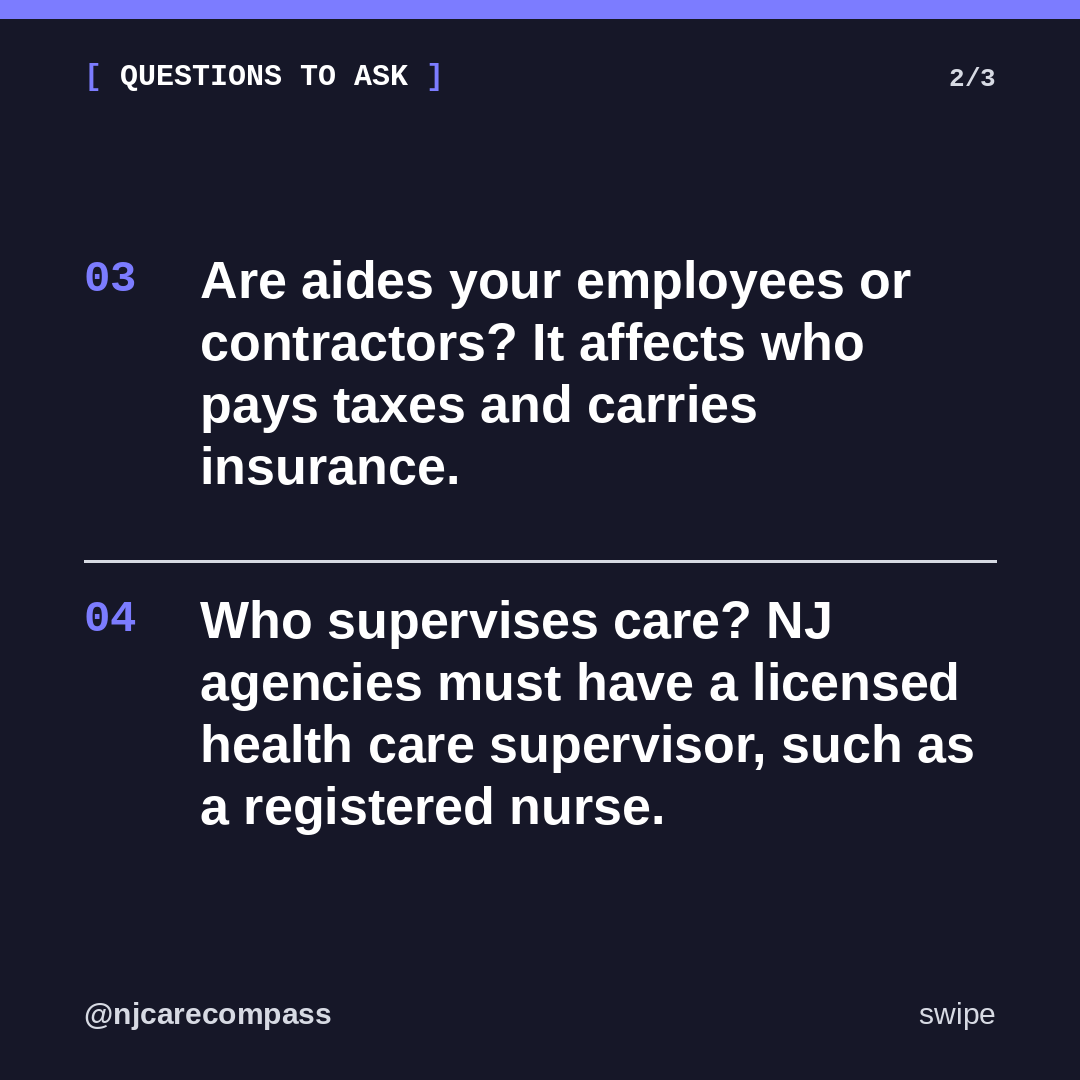 [ QUESTIONS TO ASK ]
2/3
03
Are aides your employees or
contractors? It affects who
pays taxes and carries
insurance.
04
Who supervises care? NJ
agencies must have a licensed
health care supervisor, such as
a registered nurse.
@njcarecompass
swipe